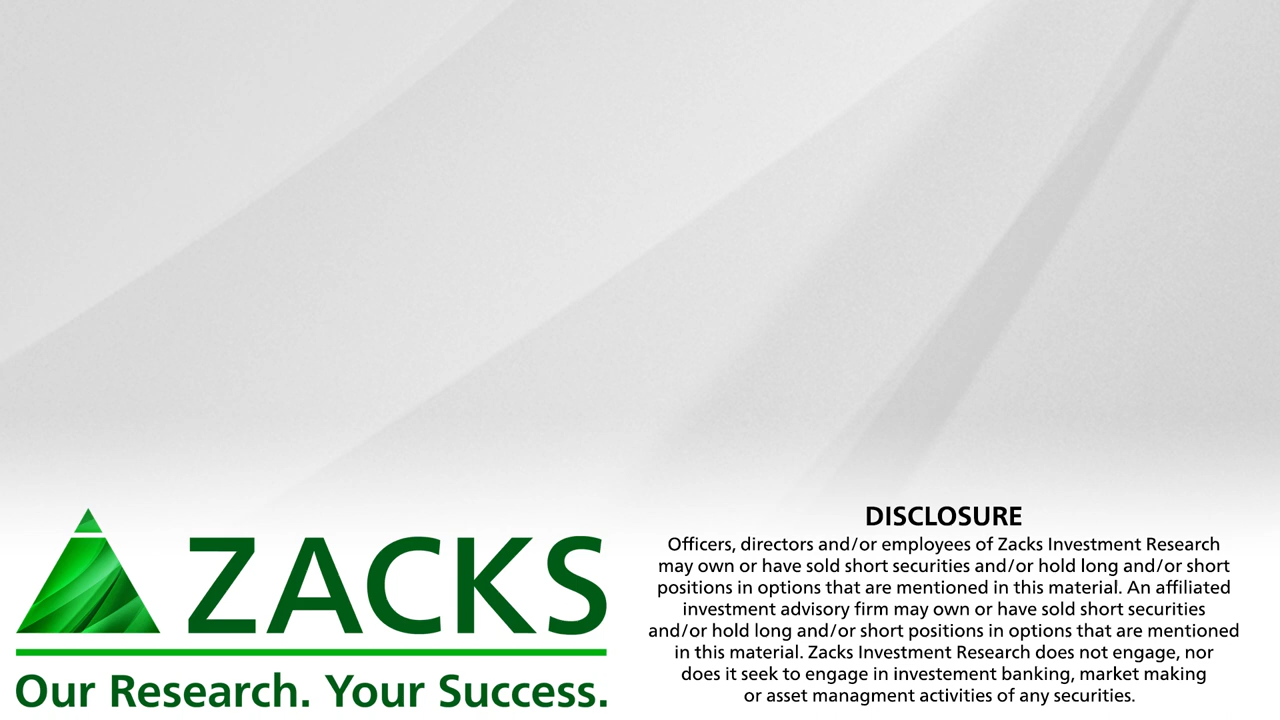 ZACKS
Our Research. Your Success.
DISCLOSURE
Officers, directors and/or employees of Zacks Investment Research
may own or have sold short securities and/or hold long and/or short
positions in options that are mentioned in this material. An affiliated
investment advisory firm may own or have sold short securities
and/or hold long and/or short positions in options that are mentioned
in this material. Zacks Investment Research does not engage, nor
does it seek to engage in investement banking, market making
or asset managment activities of any securities.